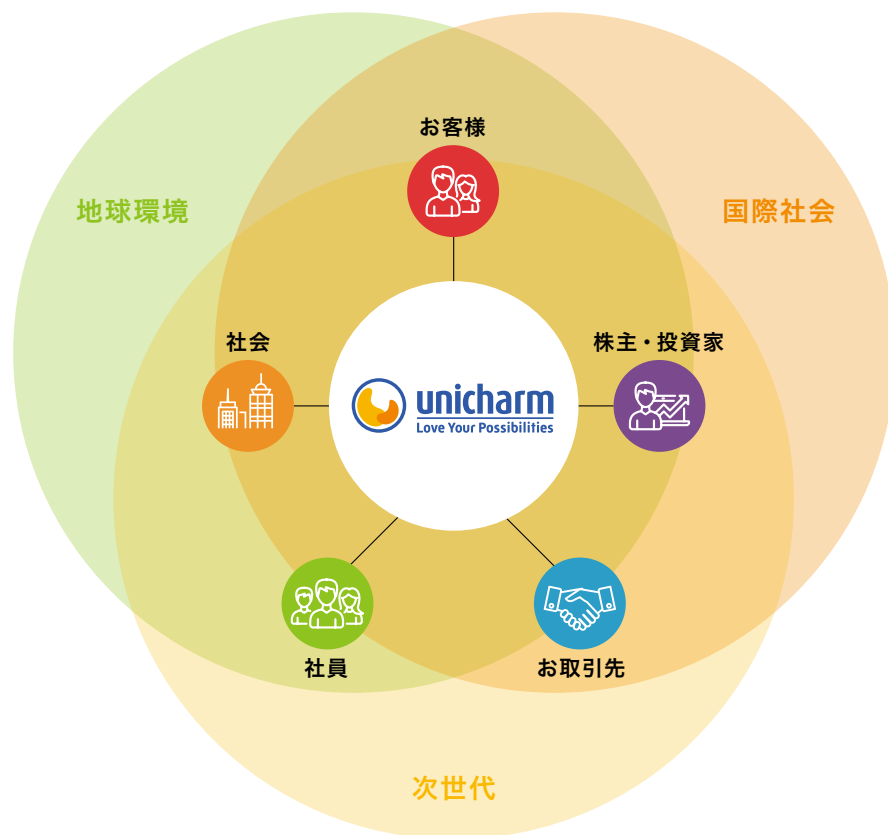 お客様
地球環境
国際社会
社会
株主・投資家
unicharm
Love Your Possibilities
社員
お取引先
次世代